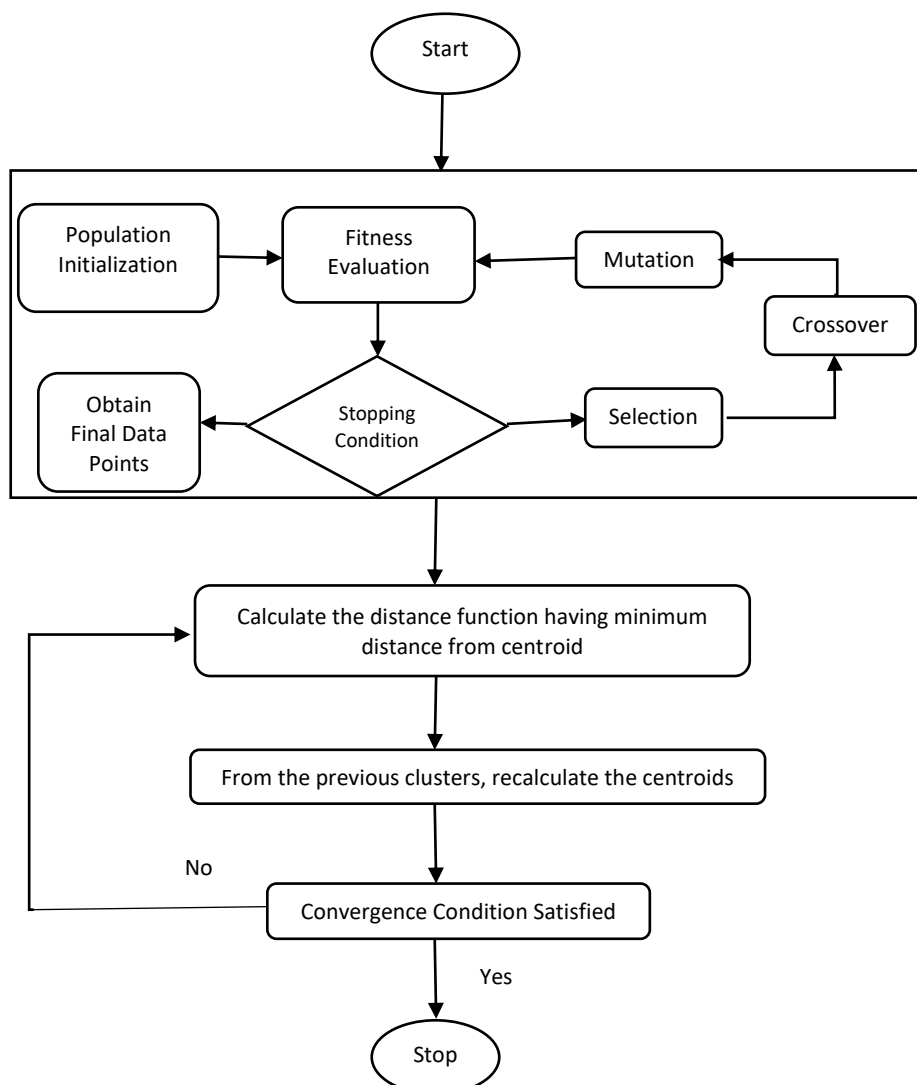 Start
Population
Initialization
Fitness
Evaluation
Mutation
Crossover
Obtain
Final Data
Points
Stopping
Condition
Selection
Calculate the distance function having minimum
distance from centroid
From the previous clusters, recalculate the centroids
No
Convergence Condition Satisfied
Yes
Stop